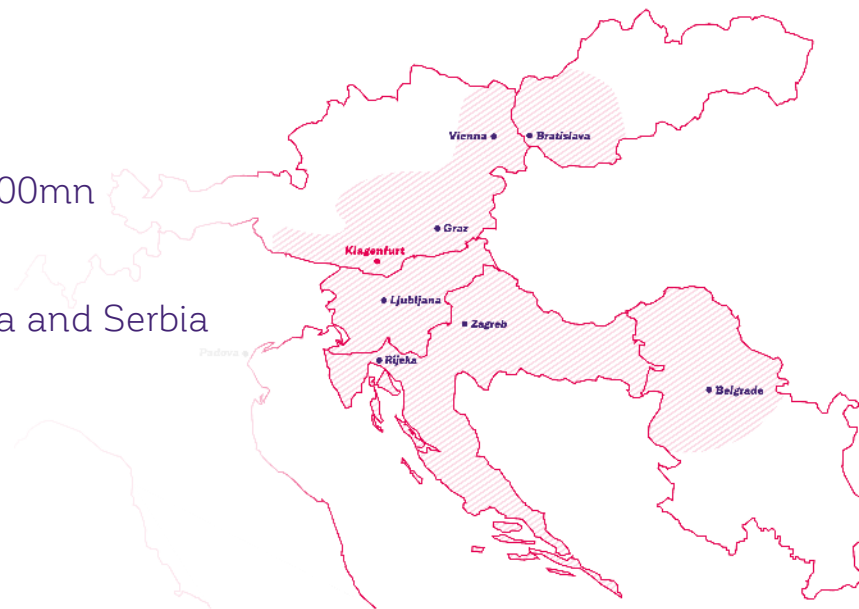 00mn
a and Serbia
Vienna
Bratislava
Graz
Klagenfurt
Ljubljana
Zagreb
Padova
Rijeka
Belgrade